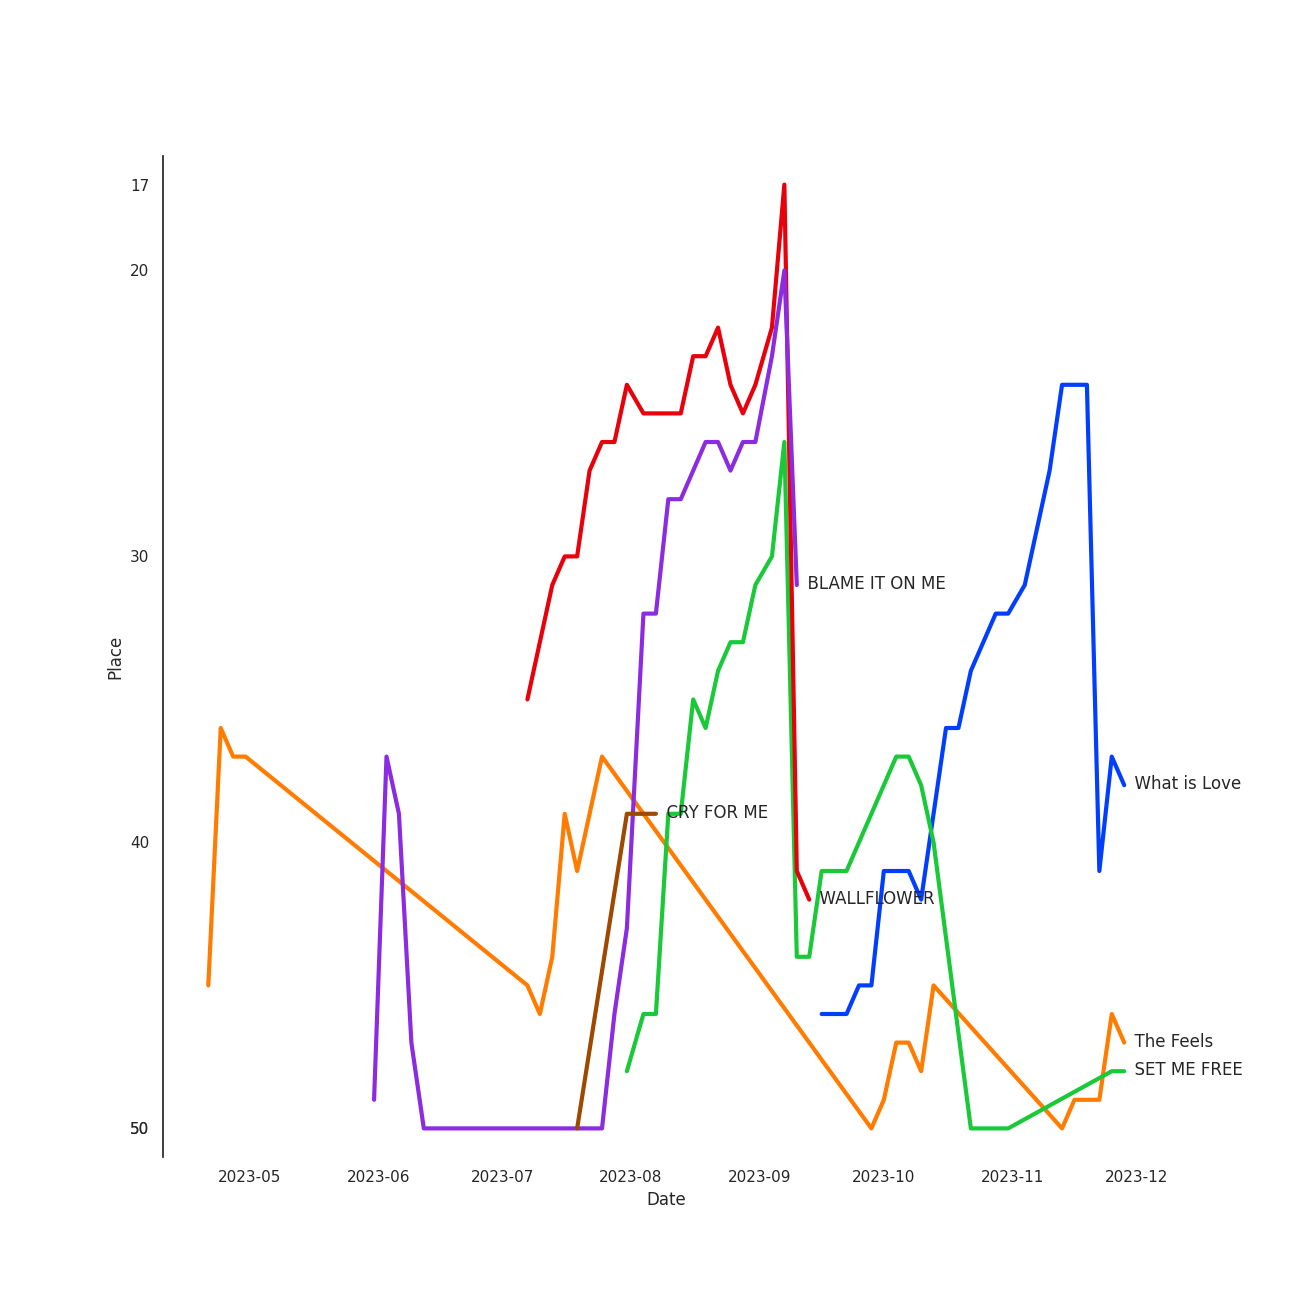 17
20
30
40
50
Place
BLAME IT ON ME
What is Love
CRY FOR ME
WALLFLOWER
The Feels
SET ME FREE
2023-05
2023-06
2023-07
2023-08
2023-09
2023-10
2023-11
2023-12
Date